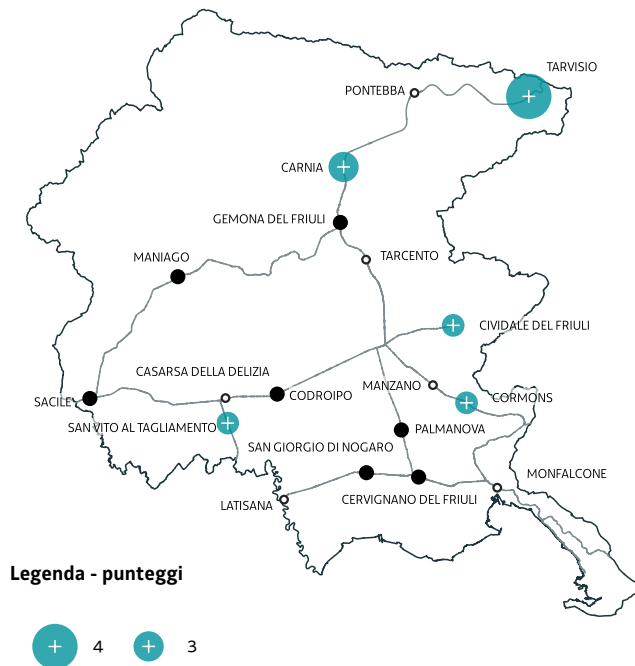 TARVISIO
PONTEBBA
CARNIA
GEMONA DEL FRIULI
TARCENTO
MANIAGO
CIVIDALE DEL FRIULI
CASARSA DELLA DELIZIA
MANZANO
CODROIPO
CORMONS
SACILE
SAN VITO AL TAGLIAMENTO
PALMANOVA
SAN GIORGIO DI NOGARO
MONFALCONE
LATISANA
CERVIGNANO DEL FRIULI
Legenda - punteggi
4 3